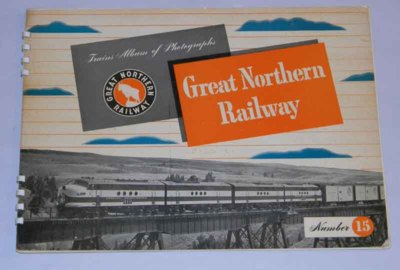 Trains Album of Photographs
GREAT NORTHERN
RAILWAY
Great Northern
Railway
Number 15